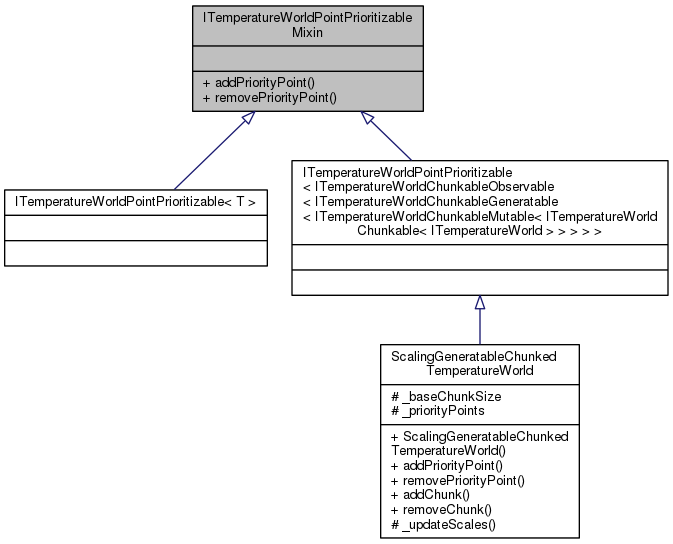 ITemperatureWorldPointPrioritizable
Mixin
+ addPriorityPoint()
+ removePriorityPoint()
ITemperatureWorldPointPrioritizable< T >
ITemperatureWorldPointPrioritizable
< ITemperatureWorldChunkableObservable
< ITemperatureWorldChunkableGeneratable
< ITemperatureWorldChunkableMutable< ITemperatureWorld
Chunkable< ITemperatureWorld > > > > >
ScalingGeneratableChunked
TemperatureWorld
# _baseChunkSize
# _priorityPoints
+ ScalingGeneratableChunked
TemperatureWorld()
+ addPriorityPoint()
+ removePriorityPoint()
+ addChunk()
+ removeChunk()
# _updateScales()